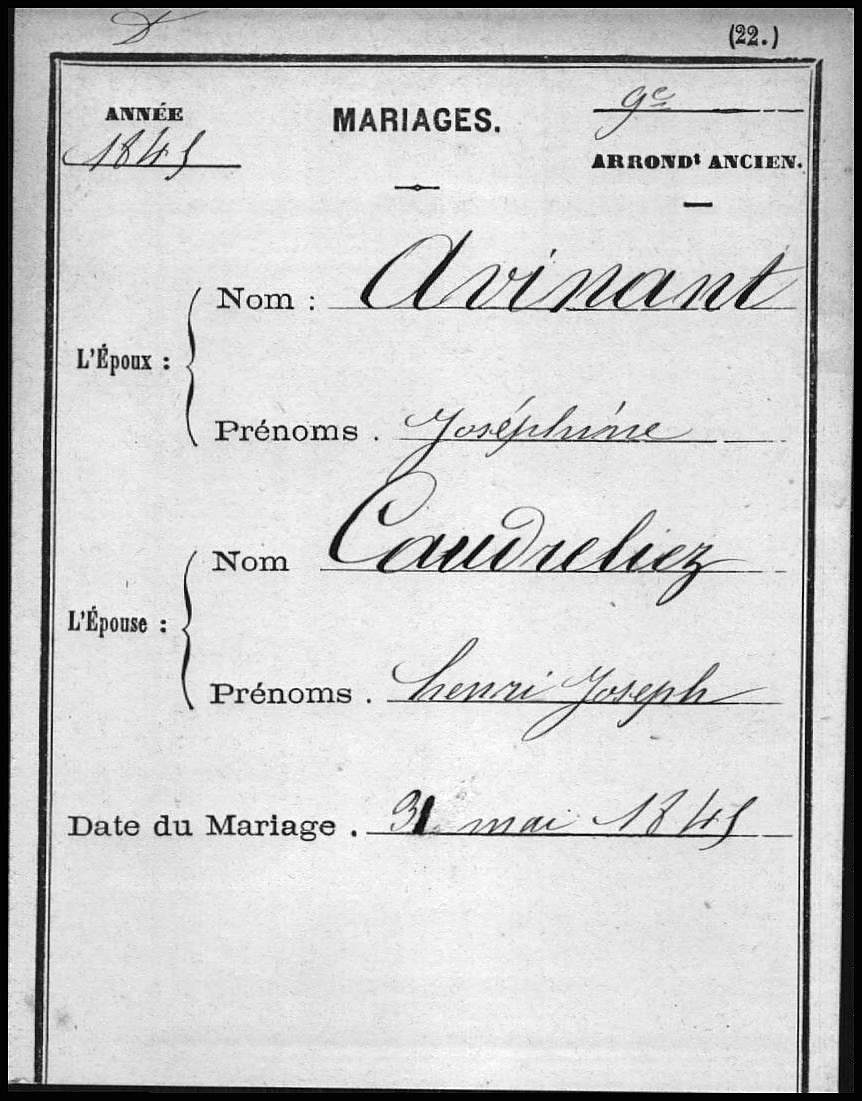 (22.)
ANNÉE
1845
MARIAGES.
9e
ARRONDt ANCIEN.
L'Époux :
Nom : Avinant
Prénoms . Joséphine
L'Épouse :
Nom Caudreliez
Prénoms . henri Joseph
Date du Mariage . 31 mai 1845